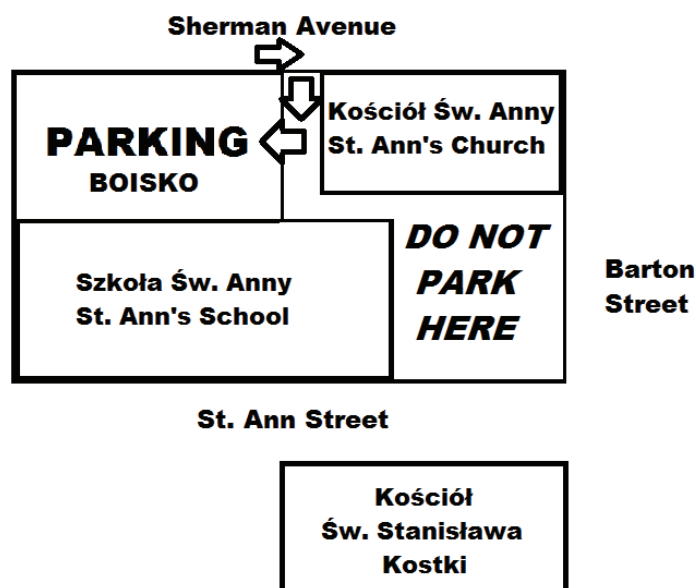 Sherman Avenue
Kościół Św. Anny
St. Ann's Church
PARKING
BOISKO
DO NOT
PARK
HERE
Barton
Street
Szkoła Św. Anny
St. Ann's School
St. Ann Street
Kościół
Św. Stanisława
Kostki